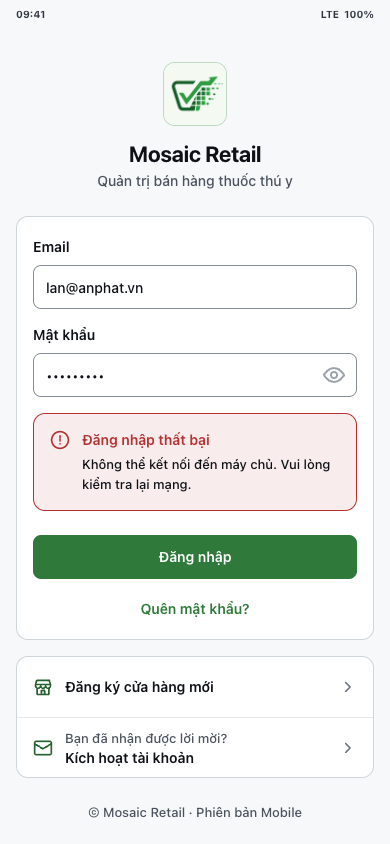 09:41
LTE 100%
Mosaic Retail
Quản trị bán hàng thuốc thú y
Email
lan@anphat.vn
Mật khẩu
•••••••••
Đăng nhập thất bại
Không thể kết nối đến máy chủ. Vui lòng
kiểm tra lại mạng.
Đăng nhập
Quên mật khẩu?
Đăng ký cửa hàng mới
Bạn đã nhận được lời mời?
Kích hoạt tài khoản
© Mosaic Retail · Phiên bản Mobile